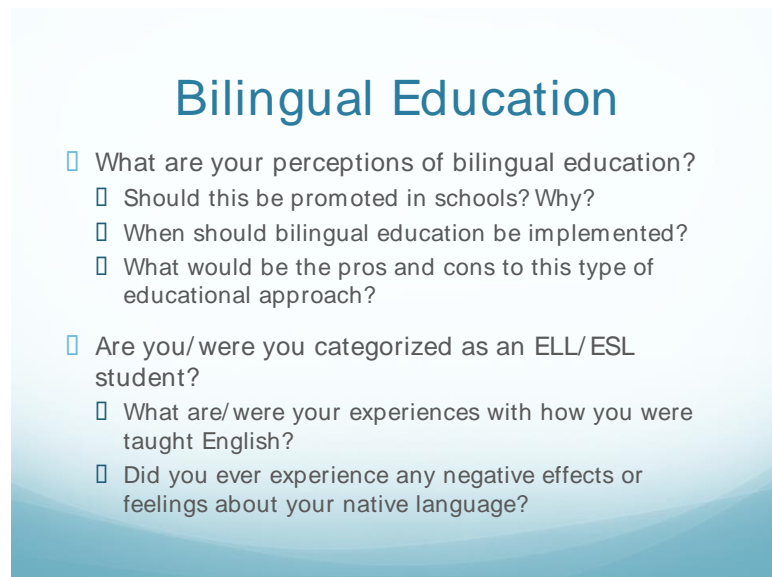 Bilingual Education
What are your perceptions of bilingual education?
Should this be promoted in schools? Why?
When should bilingual education be implemented?
What would be the pros and cons to this type of
educational approach?
Are you/were you categorized as an ELL/ESL
student?
What are/were your experiences with how you were
taught English?
Did you ever experience any negative effects or
feelings about your native language?